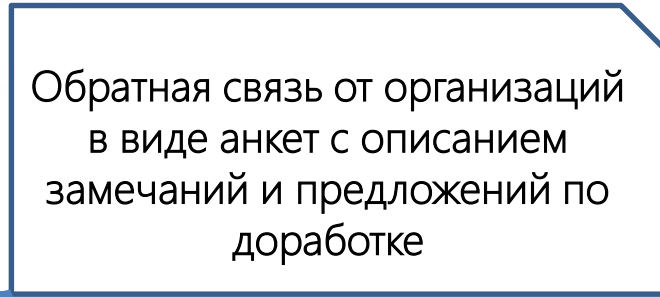 Обратная связь от организаций
в виде анкет с описанием
замечаний и предложений по
доработке